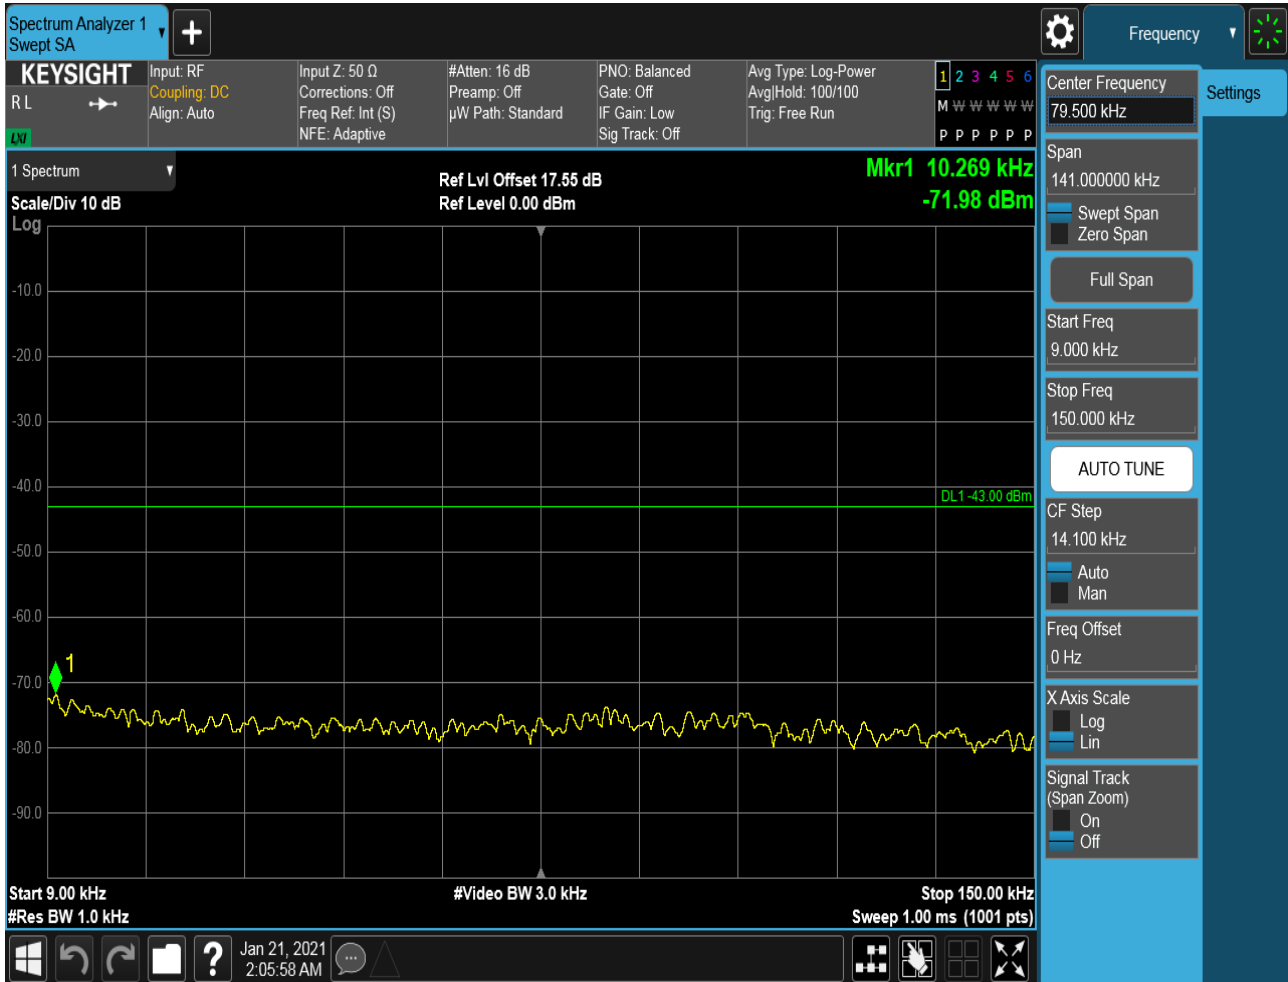 Spectrum Analyzer 1
Swept SA
Frequency
KEYSIGHT
R L
LXI
Input: RF
Coupling: DC
Align: Auto
Input Z: 50 Ω
Corrections: Off
Freq Ref: Int (S)
NFE: Adaptive
#Atten: 16 dB
Preamp: Off
µW Path: Standard
PNO: Balanced
Gate: Off
IF Gain: Low
Sig Track: Off
Avg Type: Log-Power
Avg|Hold: 100/100
Trig: Free Run
1 2 3 4 5 6
M W W W W W
P P P P P P
1 Spectrum
Scale/Div 10 dB
Log
Ref Lvl Offset 17.55 dB
Ref Level 0.00 dBm
Mkr1 10.269 kHz
-71.98 dBm
-10.0
-20.0
-30.0
-40.0
DL1 -43.00 dBm
-50.0
-60.0
1
-70.0
-80.0
-90.0
Start 9.00 kHz
#Res BW 1.0 kHz
#Video BW 3.0 kHz
Stop 150.00 kHz
Sweep 1.00 ms (1001 pts)
Jan 21, 2021
2:05:58 AM
Center Frequency
79.500 kHz
Settings
Span
141.000000 kHz
Swept Span
Zero Span
Full Span
Start Freq
9.000 kHz
Stop Freq
150.000 kHz
AUTO TUNE
CF Step
14.100 kHz
Auto
Man
Freq Offset
0 Hz
X Axis Scale
Log
Lin
Signal Track
(Span Zoom)
On
Off